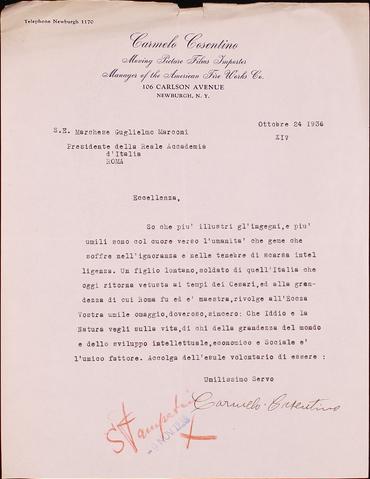 Telephone Newburgh 1170
Carmelo Cosentino
Moving Picture Films Importer
Manager of the American Fire Works Co.
106 CARLSON AVENUE
NEWBURGH, N. Y.
Ottobre 24 1936
XIV
S.E. Marchese Guglielmo Marconi
Presidente della Reale Accademia
d'Italia
ROMA
Eccellenza,
So che piu' illustri gl'ingegni,e piu'
umili sono col cuore verso l'umanita' che geme che
soffre nell'ignoranza e nelle tenebre di scarsa intel
ligenza. Un figlio lontano,soldato di quell'Italia che
oggi ritorna vetusta ai tempi dei Cesari,ed alla gran-
dezza di cui Roma fu ed e' maestra,rivolge all'Eccza
Vostra umile omaggio,doveroso,sincero: Che Iddio e la
Natura vegli sulla vita,di chi della grandezza del mondo
e dello sviluppo intellettuale,economico e Sociale e'
l'unico fattore. Accolga dell'esule volontario di essere :
Umilissimo Servo
Carmelo Cosentino
NOV